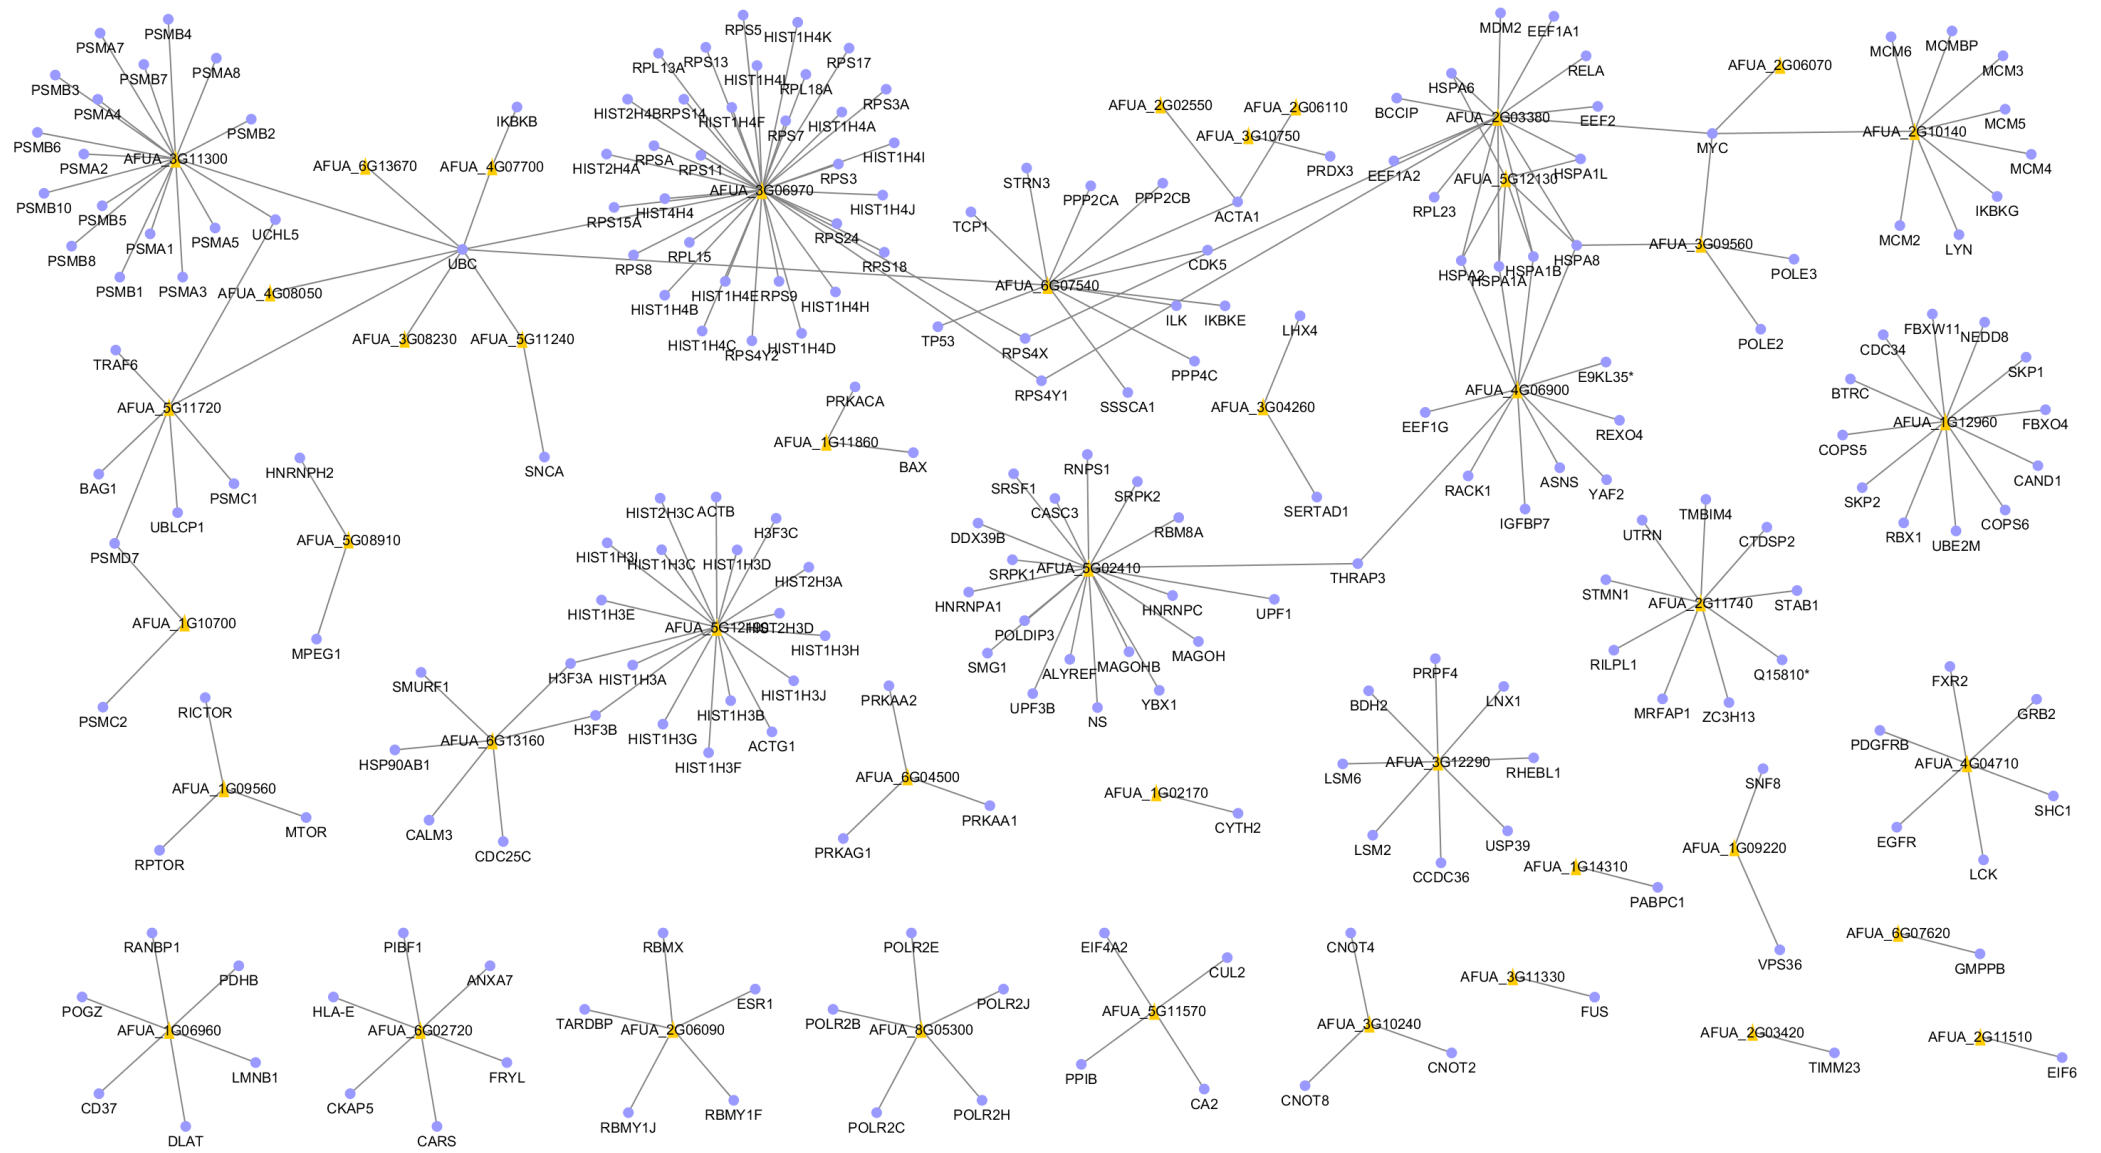 PSMB4
PSMA7
PSMB7
PSMA8
PSMB3
PSMA4
PSMB2
PSMB6
PSMA2
AFUA_3G11300
PSMB10
PSMB5
PSMA1
PSMA5
UCHL5
PSMB8
PSMB1
PSMA3
IKBKB
AFUA_6G13670
AFUA_4G07700
UBC
AFUA_4G08050
AFUA_3G08230
AFUA_5G11240
SNCA
TRAF6
AFUA_5G11720
BAG1
UBLCP1
PSMC1
PSMD7
AFUA_1G10700
PSMC2
HNRNPH2
AFUA_5G08910
MPEG1
RPS5
HIST1H4K
RPL13A
RPS13
RPS17
HIST1H4L
RPL18A
RPS3A
HIST2H4B
RPS14
HIST1H4F
RPS7
HIST1H4A
HIST1H4I
RPSA
HIST2H4A
RPS11
RPS3
AFUA_3G06970
HIST1H4J
RPS15A
HIST4H4
RPS24
RPL15
RPS18
RPS8
HIST1H4E
RPS9
HIST1H4H
HIST1H4B
HIST1H4C
RPS4Y2
HIST1H4D
PRKACA
AFUA_1G11860
BAX
AFUA_2G02550
AFUA_2G06110
AFUA_3G10750
PRDX3
STRN3
PPP2CA
PPP2CB
ACTA1
TCP1
CDK5
AFUA_6G07540
ILK
IKBKE
TP53
RPS4X
PPP4C
RPS4Y1
SSSCA1
LHX4
AFUA_3G04260
SERTAD1
MDM2
EEF1A1
RELA
HSPA6
BCCIP
AFUA_2G03380
EEF2
EEF1A2
HSPA1L
AFUA_5G12130
RPL23
HSPA2
HSPA1A
HSPA1B
HSPA8
AFUA_2G06070
MYC
AFUA_3G09560
POLE3
POLE2
MCM6
MCMBP
MCM3
MCM5
AFUA_2G10140
MCM4
IKBKG
MCM2
LYN
AFUA_4G06900
E9KL35*
EEF1G
REXO4
RACK1
ASNS
YAF2
IGFBP7
THRAP3
FBXW11
NEDD8
CDC34
SKP1
BTRC
FBXO4
AFUA_1G12960
COPS5
CAND1
SKP2
COPS6
RBX1
UBE2M
HIST2H3C
ACTB
H3F3C
HIST1H3I
HIST1H3C
HIST1H3D
HIST2H3A
HIST1H3E
HIST2H3D
HIST1H3H
H3F3A
HIST1H3A
HIST1H3J
HIST1H3B
H3F3B
HIST1H3G
ACTG1
HIST1H3F
SMURF1
AFUA_6G13160
HSP90AB1
CALM3
CDC25C
RNPS1
SRSF1
SRPK2
CASC3
RBM8A
DDX39B
SRPK1
AFUA_5G02410
HNRNPA1
HNRNPC
UPF1
POLDIP3
MAGOH
SMG1
ALYREF
MAGOHB
UPF3B
NS
YBX1
TMBIM4
UTRN
CTDSP2
STMN1
AFUA_2G11740
STAB1
RILPL1
Q15810*
MRFAP1
ZC3H13
RICTOR
AFUA_1G09560
MTOR
RPTOR
PRKAA2
AFUA_6G04500
PRKAA1
PRKAG1
AFUA_1G02170
CYTH2
PRPF4
BDH2
LNX1
AFUA_3G12290
LSM6
RHEBL1
LSM2
USP39
CCDC36
SNF8
AFUA_1G09220
VPS36
AFUA_1G14310
PABPC1
FXR2
GRB2
PDGFRB
AFUA_4G04710
SHC1
EGFR
LCK
AFUA_6G07620
GMPPB
RANBP1
PDHB
POGZ
AFUA_1G06960
LMNB1
CD37
DLAT
PIBF1
ANXA7
HLA-E
AFUA_6G02720
FRYL
CKAP5
CARS
RBMX
ESR1
TARDBP
AFUA_2G06090
RBMY1F
RBMY1J
POLR2E
POLR2J
POLR2B
AFUA_8G05300
POLR2H
POLR2C
EIF4A2
CUL2
AFUA_5G11570
PPIB
CA2
CNOT4
AFUA_3G10240
CNOT2
CNOT8
AFUA_3G11330
FUS
AFUA_2G03420
TIMM23
AFUA_2G11510
EIF6